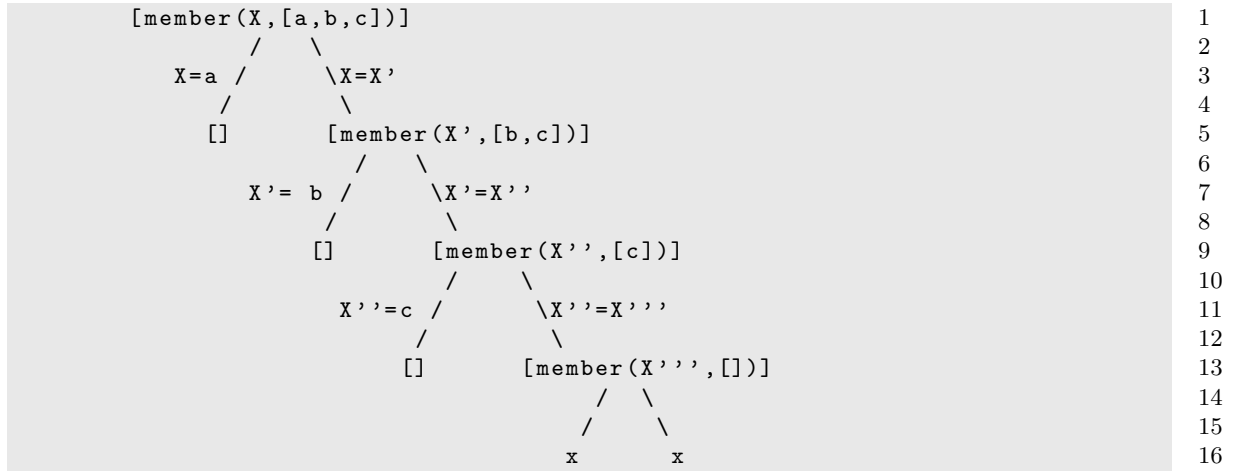 [member(X,[a,b,c])] 1
/ \ 2
X=a / \X=X' 3
/ \ 4
[] [member(X',[b,c])] 5
/ \ 6
X'= b / \X'=X'' 7
/ \ 8
[] [member(X'',[c])] 9
/ \ 10
X''=c / \X''=X''' 11
/ \ 12
[] [member(X''',[])] 13
/ \ 14
/ \ 15
x x 16